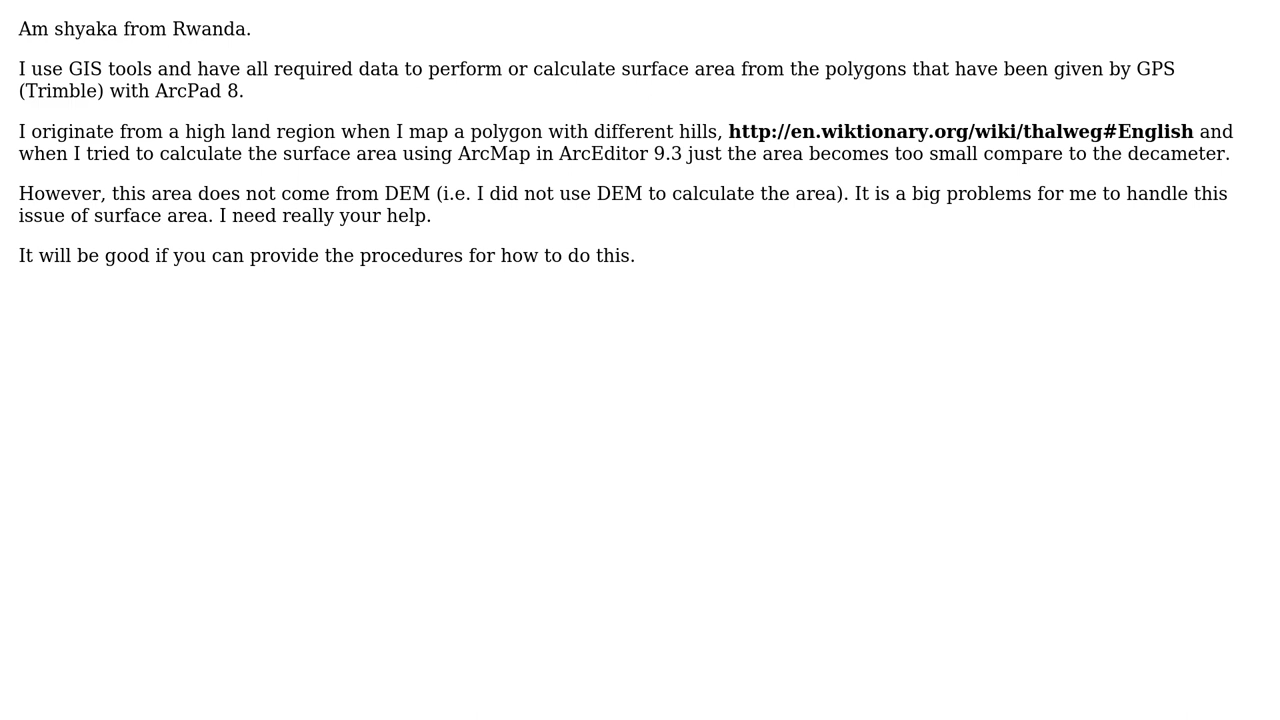 Am shyaka from Rwanda.
I use GIS tools and have all required data to perform or calculate surface area from the polygons that have been given by GPS
(Trimble) with ArcPad 8.
I originate from a high land region when I map a polygon with different hills, http://en.wiktionary.org/wiki/thalweg#English and
when I tried to calculate the surface area using ArcMap in ArcEditor 9.3 just the area becomes too small compare to the decameter.
However, this area does not come from DEM (i.e. I did not use DEM to calculate the area). It is a big problems for me to handle this
issue of surface area. I need really your help.
It will be good if you can provide the procedures for how to do this.